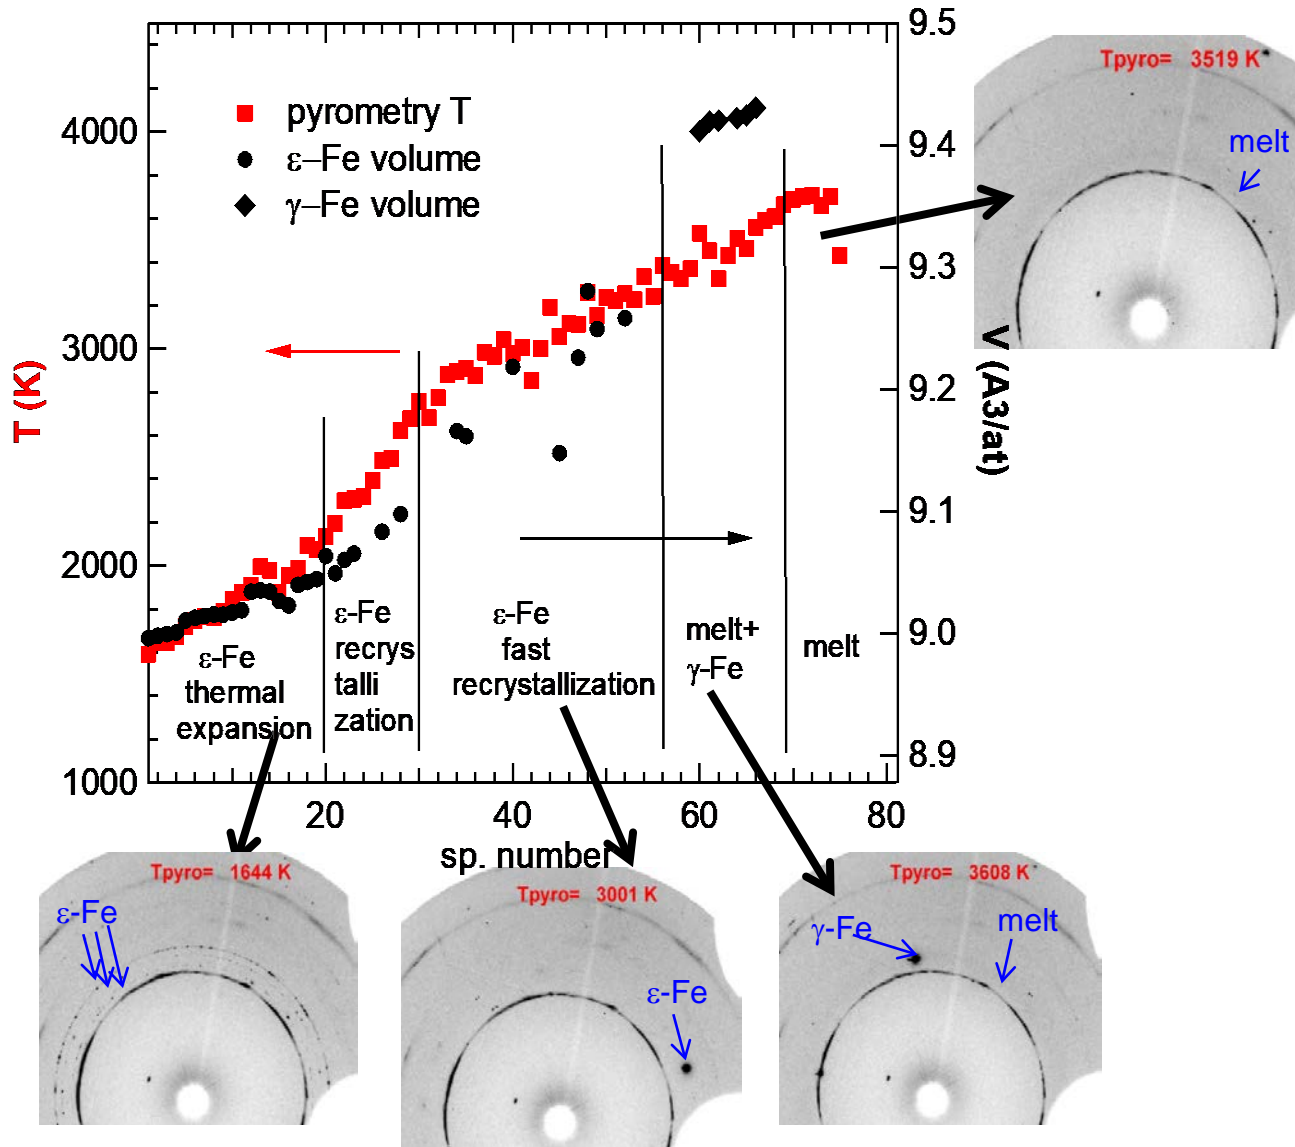 9.5
Tpyro= 3519 K
pyrometry T
4000
ε–Fe volume
9.4
melt
γ–Fe volume
9.3
3000
T (K)
V (A3/at)
9.2
9.1
2000
9.0
ε-Fe
thermal
expansion
ε-Fe
recrys
talli
zation
ε-Fe
fast
recrystallization
melt+
γ-Fe
melt
8.9
1000
20
40
60
80
sp. number
Tpyro= 1644 K
ε-Fe
Tpyro= 3001 K
ε-Fe
Tpyro= 3608 K
γ-Fe
melt